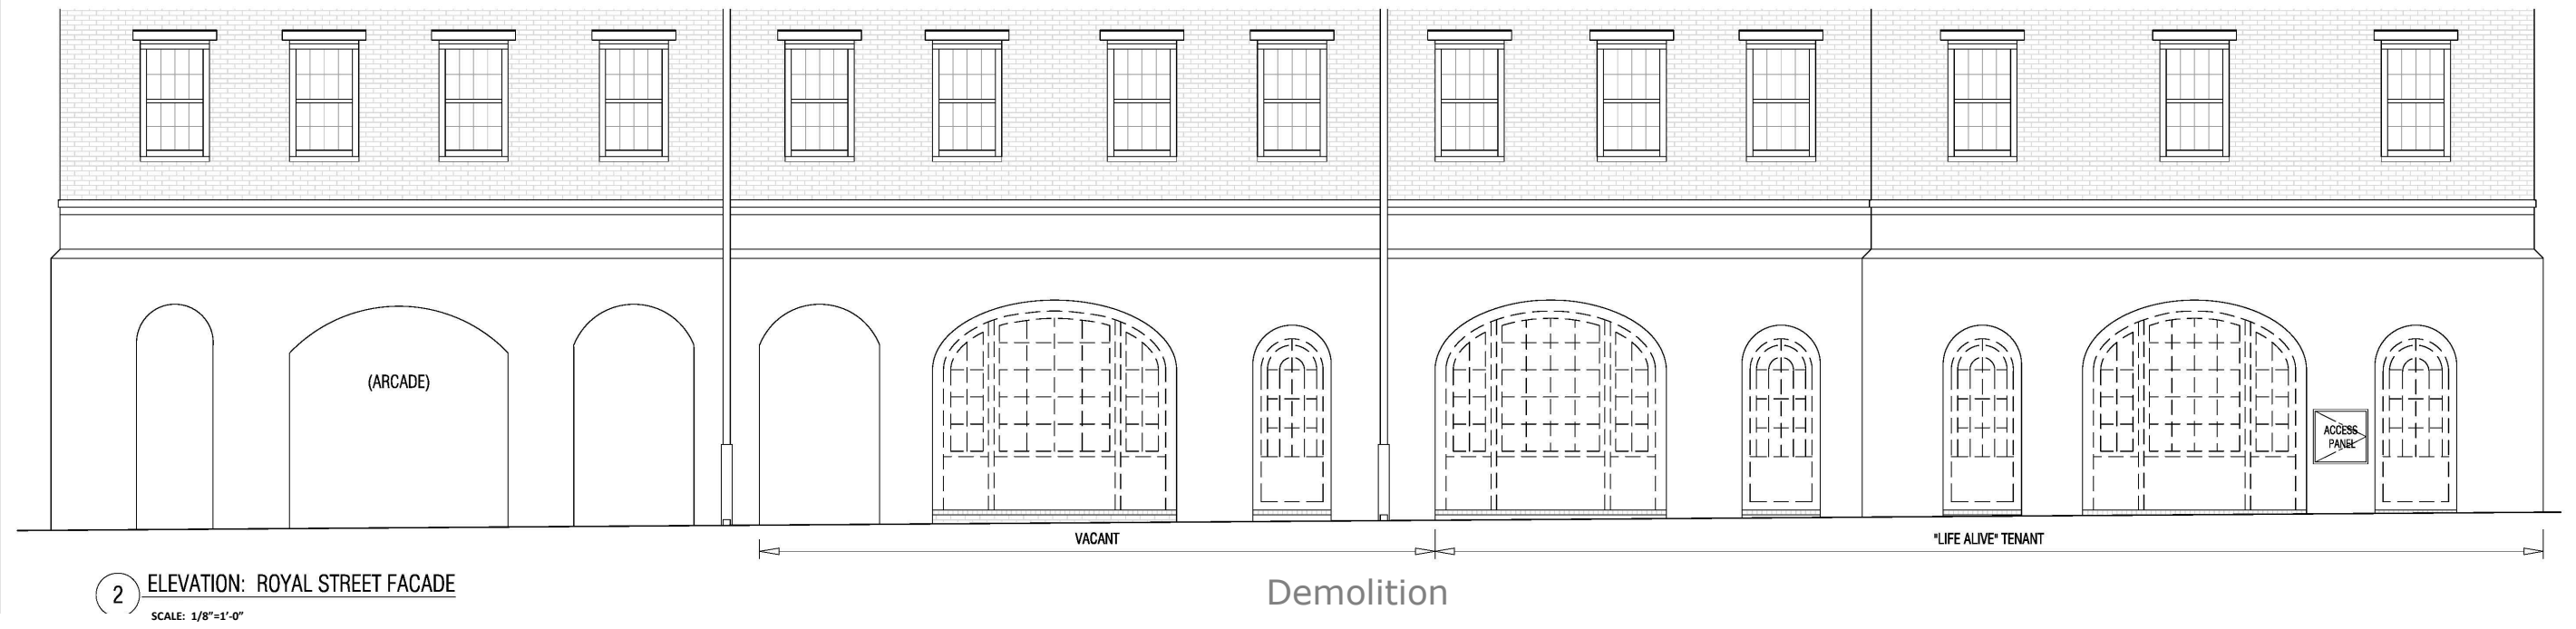 (ARCADE)
ACCESS
PANEL
VACANT
"LIFE ALIVE" TENANT
2
ELEVATION: ROYAL STREET FACADE
SCALE: 1/8"=1'-0"
Demolition